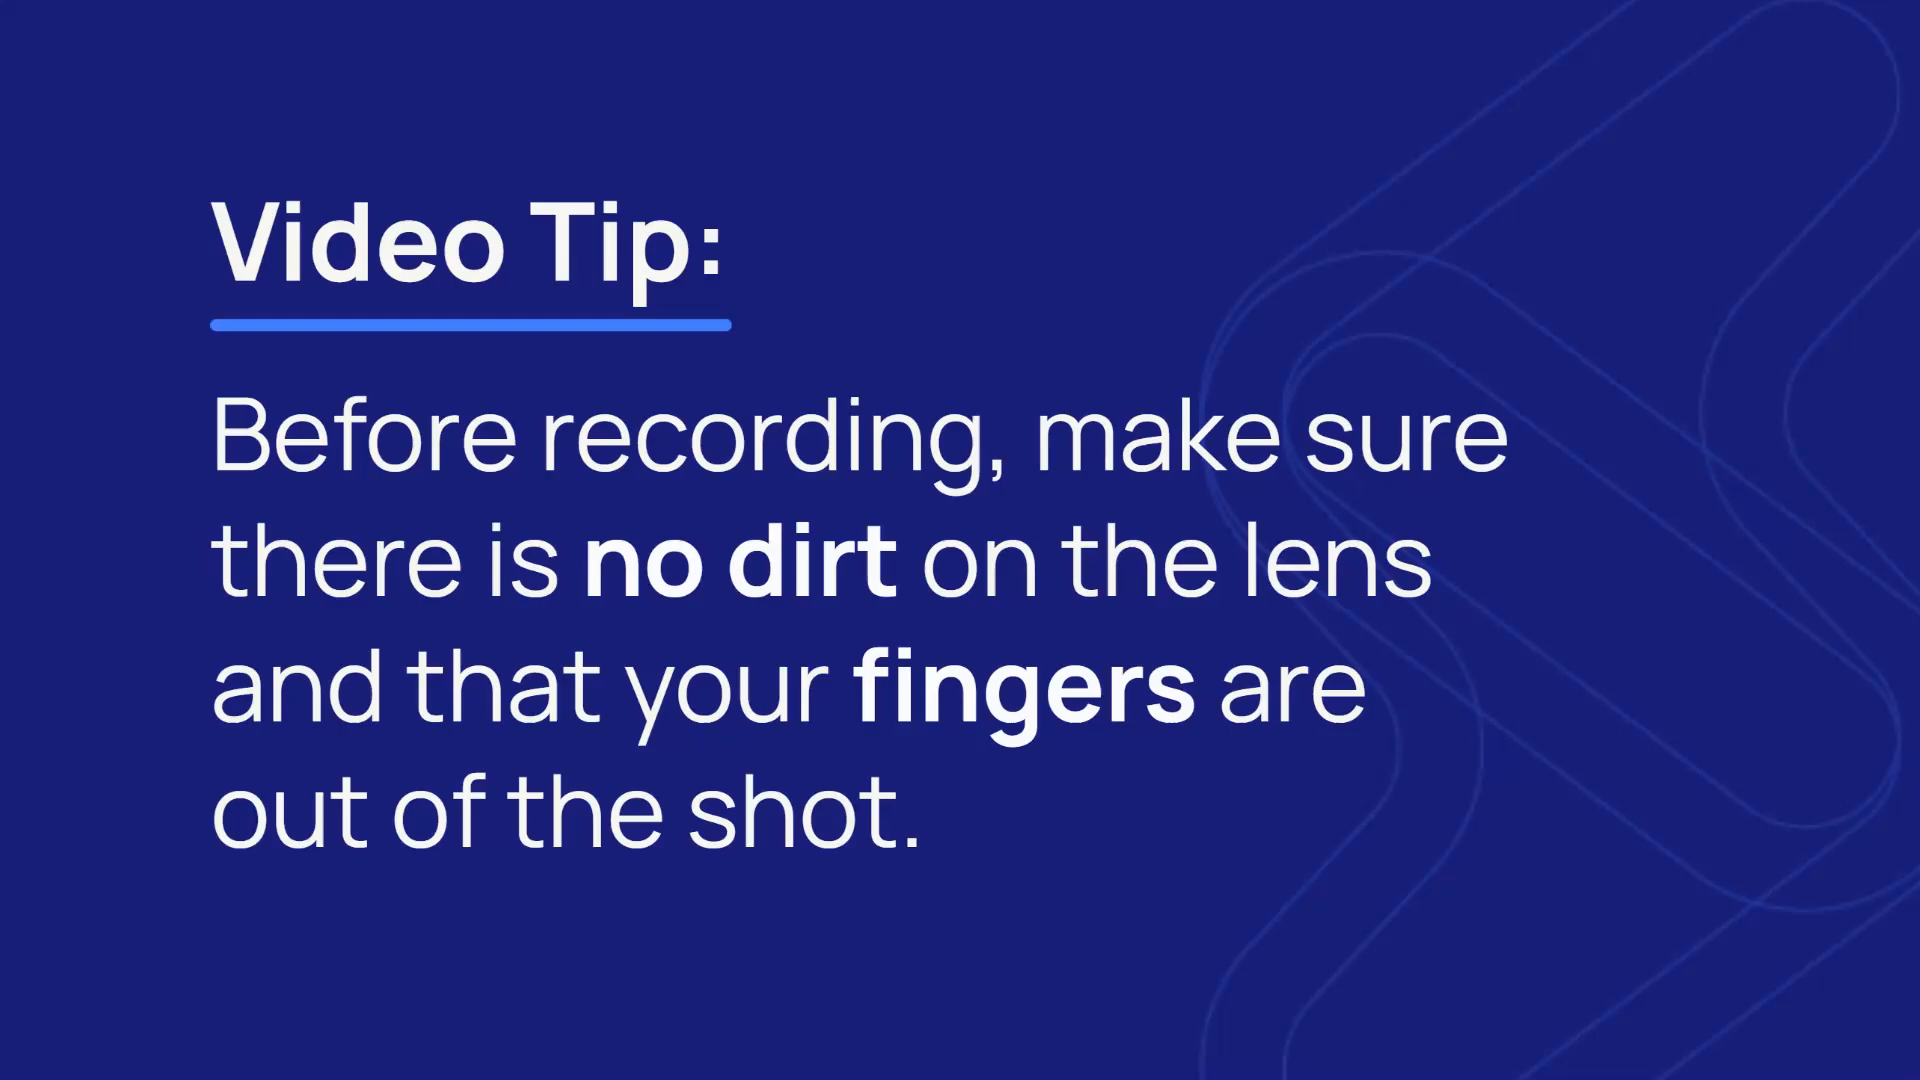 Video Tip:
Before recording, make sure
there is no dirt on the lens
and that your fingers are
out of the shot.